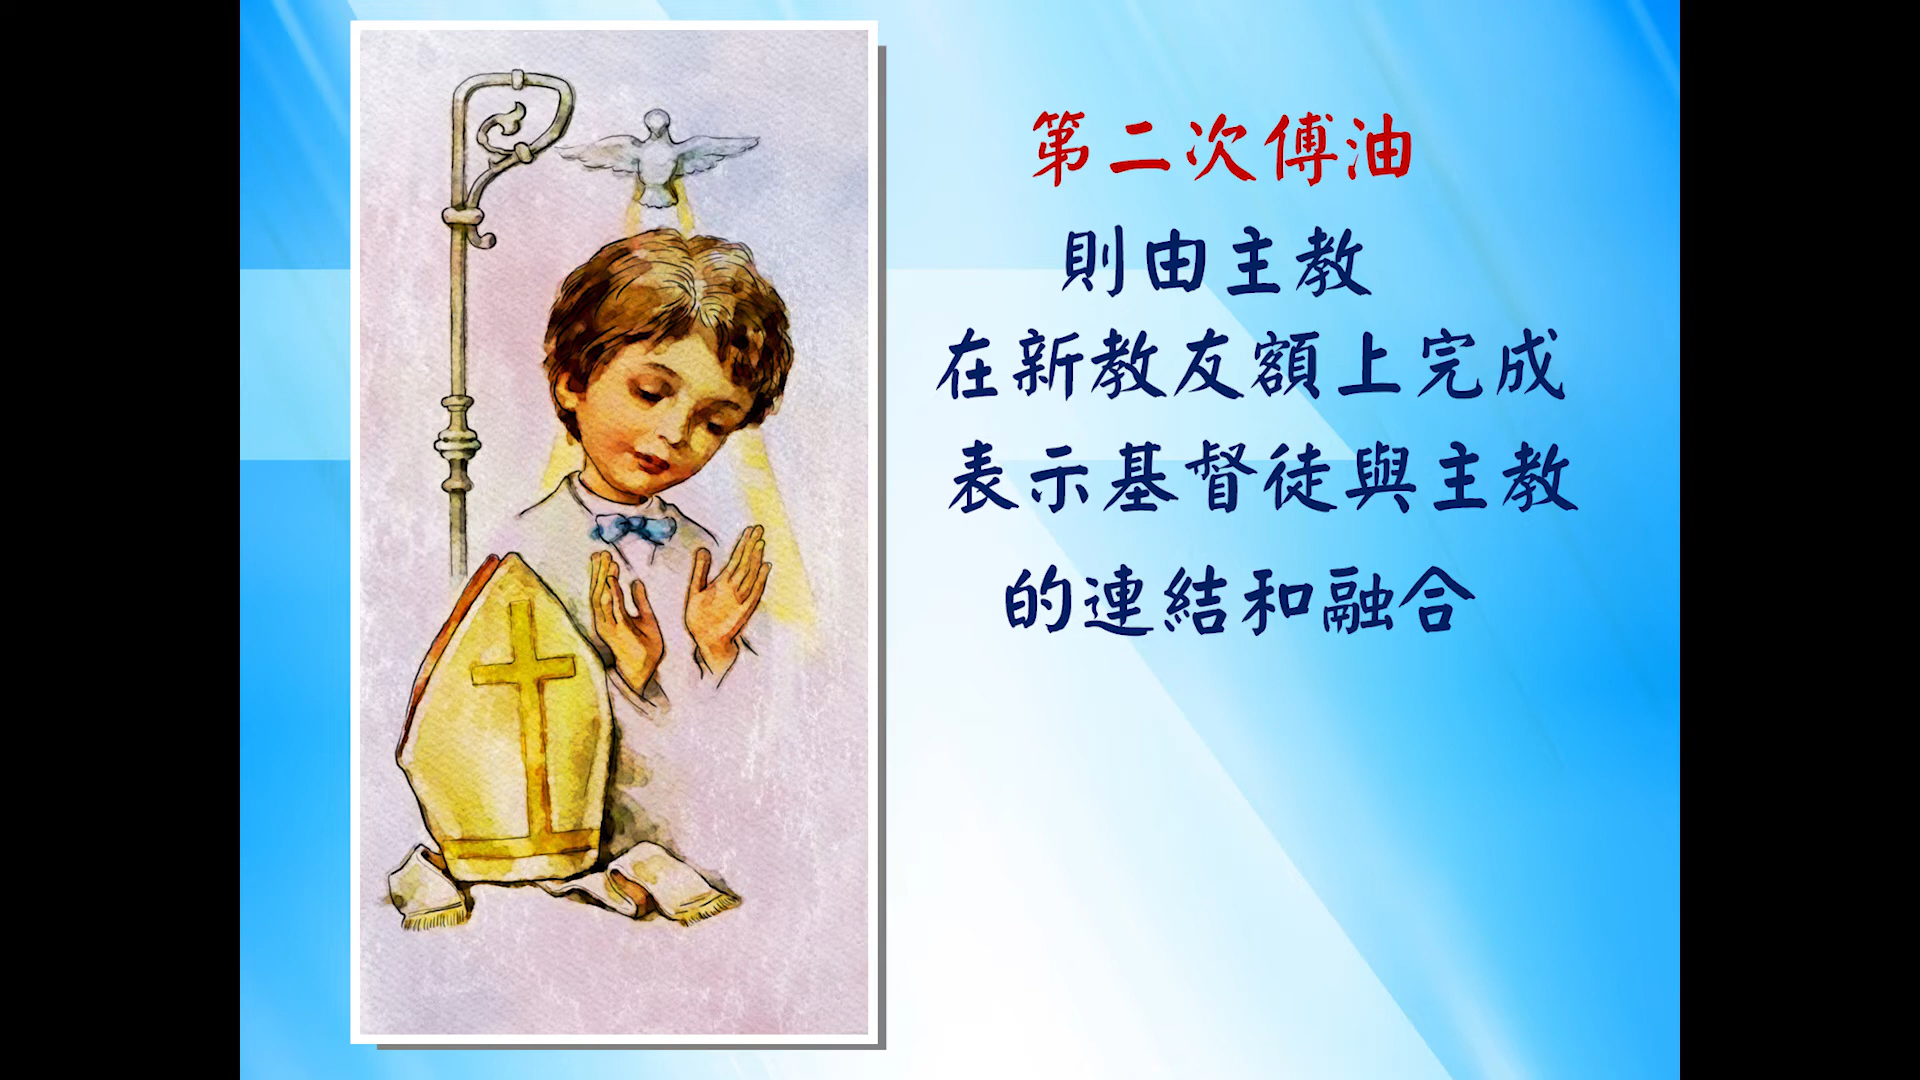 第二次傅油
則由主教
在新教友額上完成
表示基督徒與主教
的連結和融合